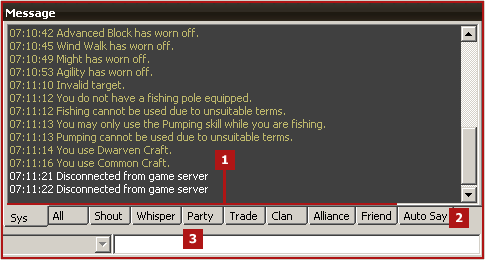 Message
07:10:42 Advanced Block has worn off.
07:10:45 Wind Walk has worn off.
07:10:49 Might has worn off.
07:10:53 Agility has worn off.
07:11:10 Invalid target.
07:11:12 You do not have a fishing pole equipped.
07:11:12 Fishing cannot be used due to unsuitable terms.
07:11:13 You may only use the Pumping skill while you are fishing.
07:11:13 Pumping cannot be used due to unsuitable terms.
07:11:14 You use Dwarven Craft.
07:11:16 You use Common Craft.
07:11:21 Disconnected from game server
07:11:22 Disconnected from game server
1
Sys All Shout Whisper Party Trade Clan Alliance Friend Auto Say 2
3